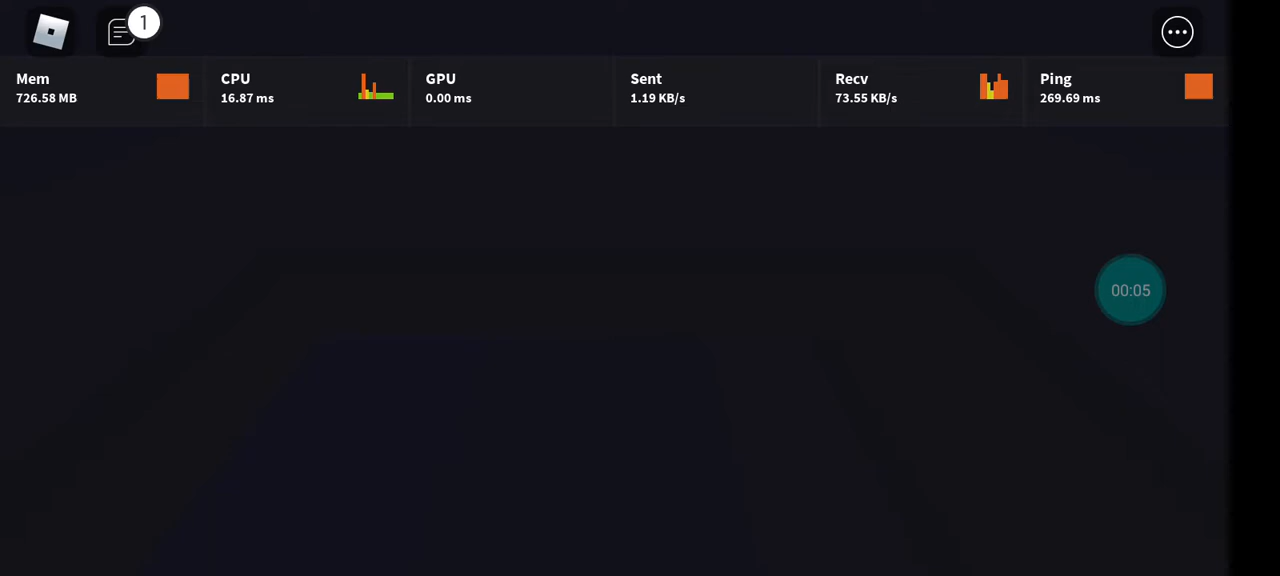 1
Mem
726.58 MB
CPU
16.87 ms
GPU
0.00 ms
Sent
1.19 KB/s
Recv
73.55 KB/s
Ping
269.69 ms
00:05